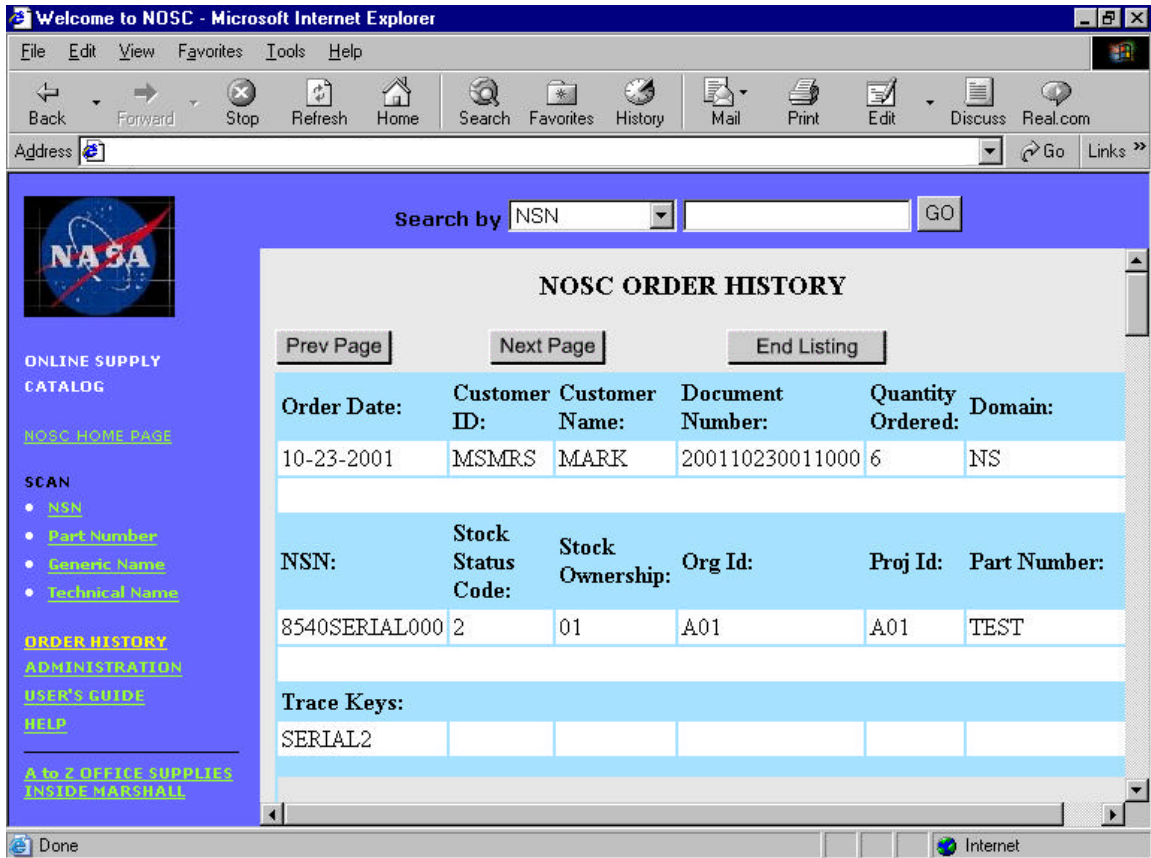 Welcome to NOSC - Microsoft Internet Explorer
File Edit View Favorites Tools Help
Back Forward Stop Refresh Home Search Favorites History Mail Print Edit Discuss Real.com
Address Go Links »
NASA
Search by NSN GO
ONLINE SUPPLY
CATALOG
NOSC HOME PAGE
SCAN
• NSN
• Part Number
• Generic Name
• Technical Name
ORDER HISTORY
ADMINISTRATION
USER'S GUIDE
HELP
A to Z OFFICE SUPPLIES
INSIDE MARSHALL
NOSC ORDER HISTORY
Prev Page Next Page End Listing
Order Date: Customer ID: Customer Name: Document Number: Quantity Ordered: Domain:
10-23-2001 MSMRS MARK 200110230011000 6 NS
NSN: Stock Status Code: Stock Ownership: Org Id: Proj Id: Part Number:
8540SERIAL000 2 01 A01 A01 TEST
Trace Keys:
SERIAL2
Done Internet